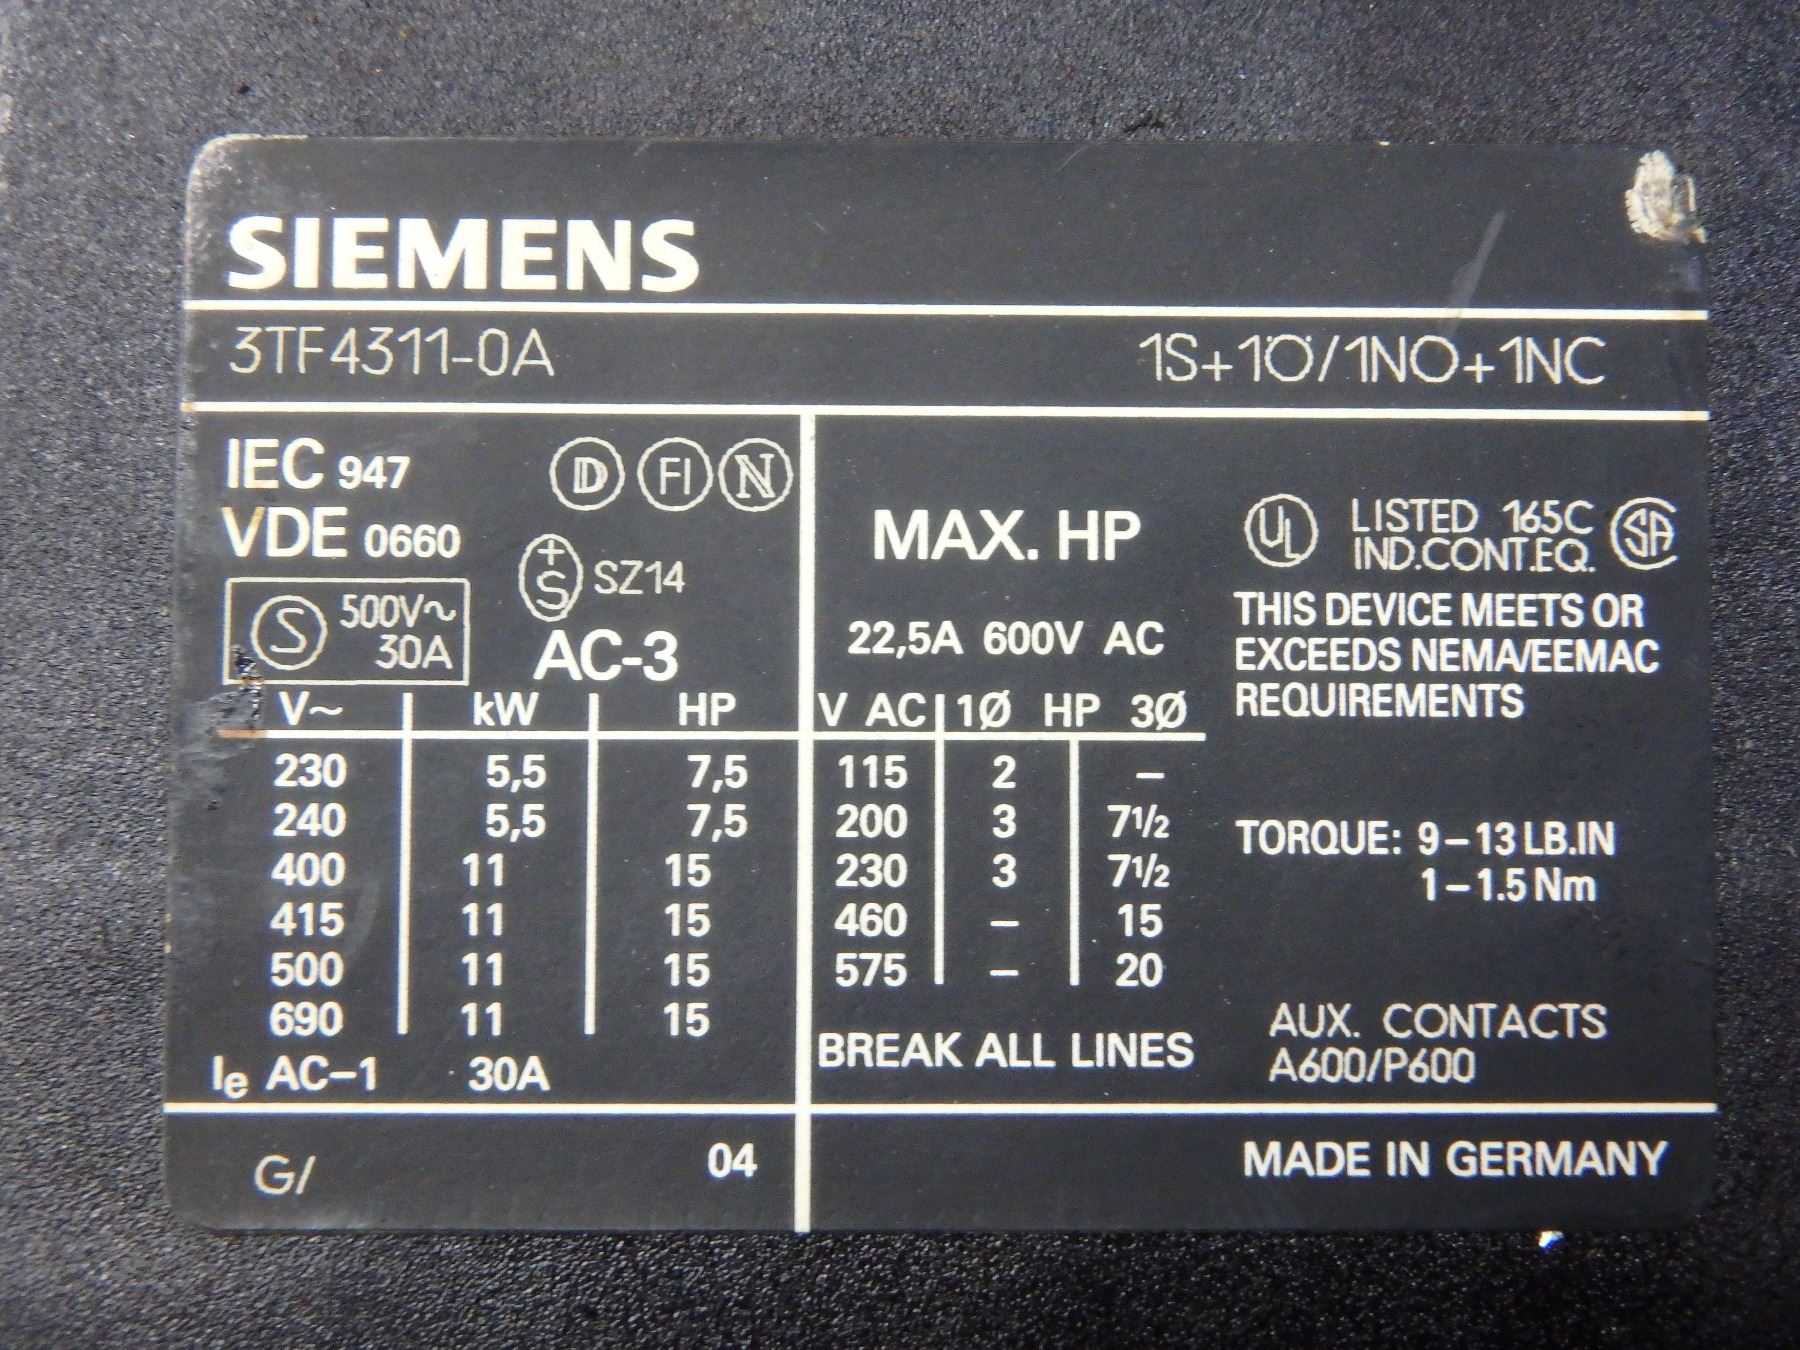 SIEMENS
3TF4311-0A 1S+1Ö/1NO+1NC
IEC 947 D FI N
VDE 0660
+S SZ14
S 500V~
30A
AC-3
V~ kW HP
230 5,5 7,5
240 5,5 7,5
400 11 15
415 11 15
500 11 15
690 11 15
Ie AC-1 30A
MAX. HP
22,5A 600V AC
V AC 1Ø HP 3Ø
115 2 –
200 3 7½
230 3 7½
460 – 15
575 – 20
BREAK ALL LINES
UL LISTED 165C SA
IND.CONT.EQ.
THIS DEVICE MEETS OR
EXCEEDS NEMA/EEMAC
REQUIREMENTS
TORQUE: 9–13 LB.IN
1–1.5 Nm
AUX. CONTACTS
A600/P600
G/ 04 MADE IN GERMANY